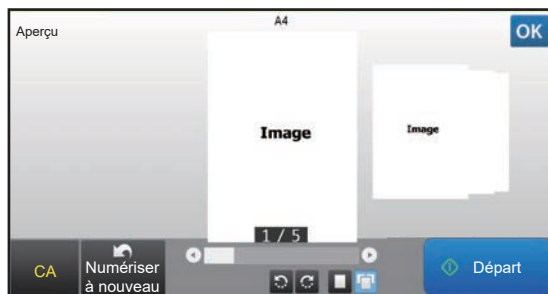 A4
Aperçu
OK
Image
Image
1 / 5
CA
Numériser
à nouveau
Départ